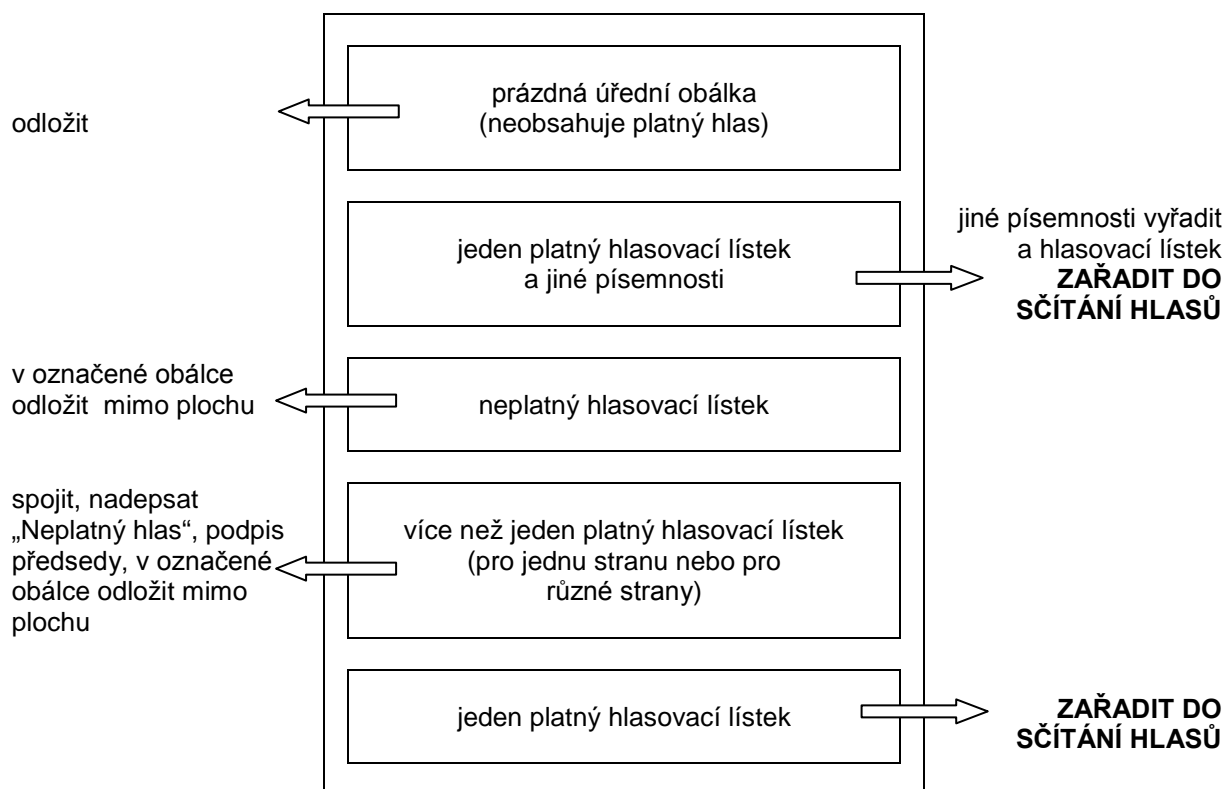 odložit
prázdná úřední obálka
(neobsahuje platný hlas)
jeden platný hlasovací lístek
a jiné písemnosti
jiné písemnosti vyřadit
a hlasovací lístek
ZAŘADIT DO
SČÍTÁNÍ HLASŮ
v označené obálce
odložit  mimo plochu
neplatný hlasovací lístek
spojit, nadepsat
„Neplatný hlas“, podpis
předsedy, v označené
obálce odložit mimo
plochu
více než jeden platný hlasovací lístek
(pro jednu stranu nebo pro
různé strany)
jeden platný hlasovací lístek
ZAŘADIT DO
SČÍTÁNÍ HLASŮ